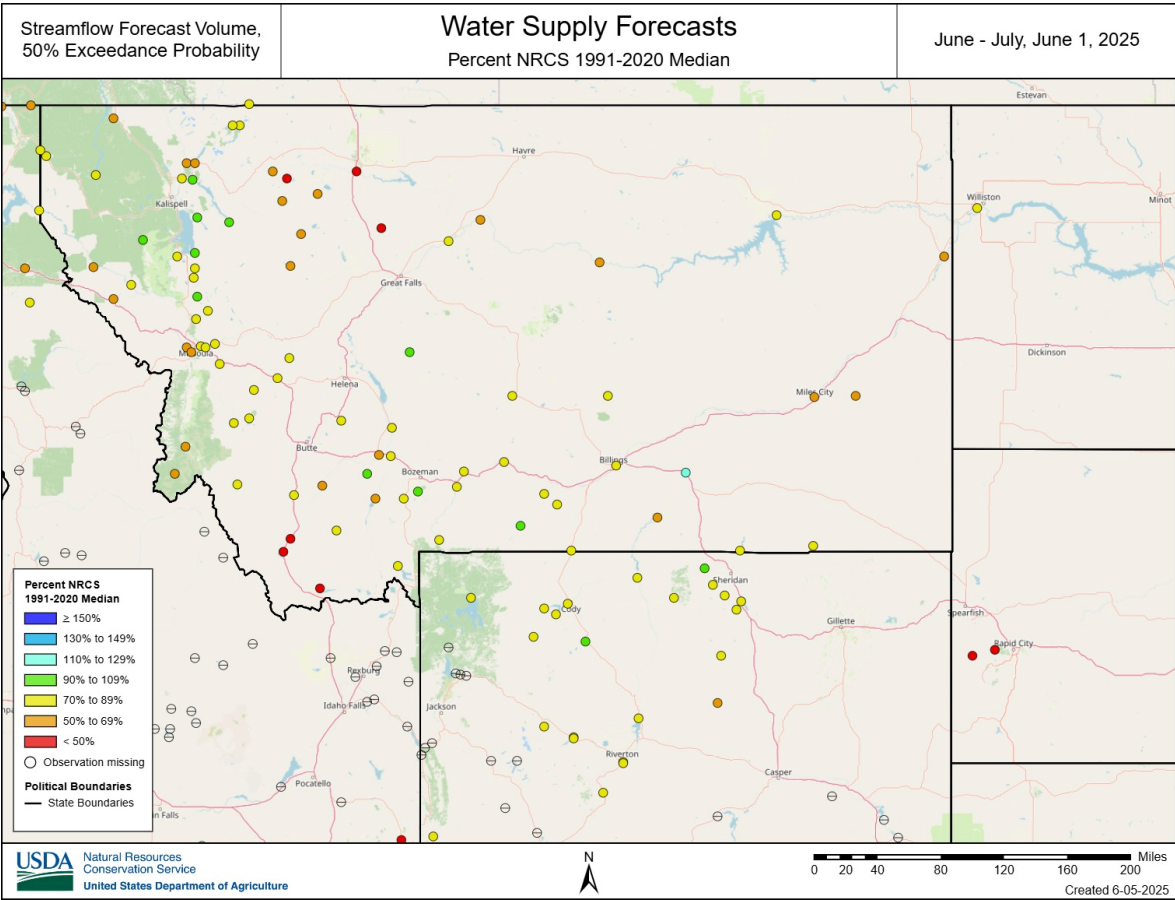 Streamflow Forecast Volume,
50% Exceedance Probability
Water Supply Forecasts
Percent NRCS 1991-2020 Median
June - July, June 1, 2025
Estevan
Havre
Kalispell
Williston
Minot
Great Falls
Missoula
Helena
Dickinson
Miles City
Butte
Bozeman
Billings
Sheridan
Cody
Gillette
Spearfish
Rapid City
Rexburg
Idaho Falls
Jackson
Riverton
Casper
Pocatello
in Falls
Percent NRCS
1991-2020 Median
≥ 150%
130% to 149%
110% to 129%
90% to 109%
70% to 89%
50% to 69%
< 50%
Observation missing
Political Boundaries
State Boundaries
USDA
Natural Resources
Conservation Service
United States Department of Agriculture
N
Miles
0 20 40 80 120 160 200
Created 6-05-2025